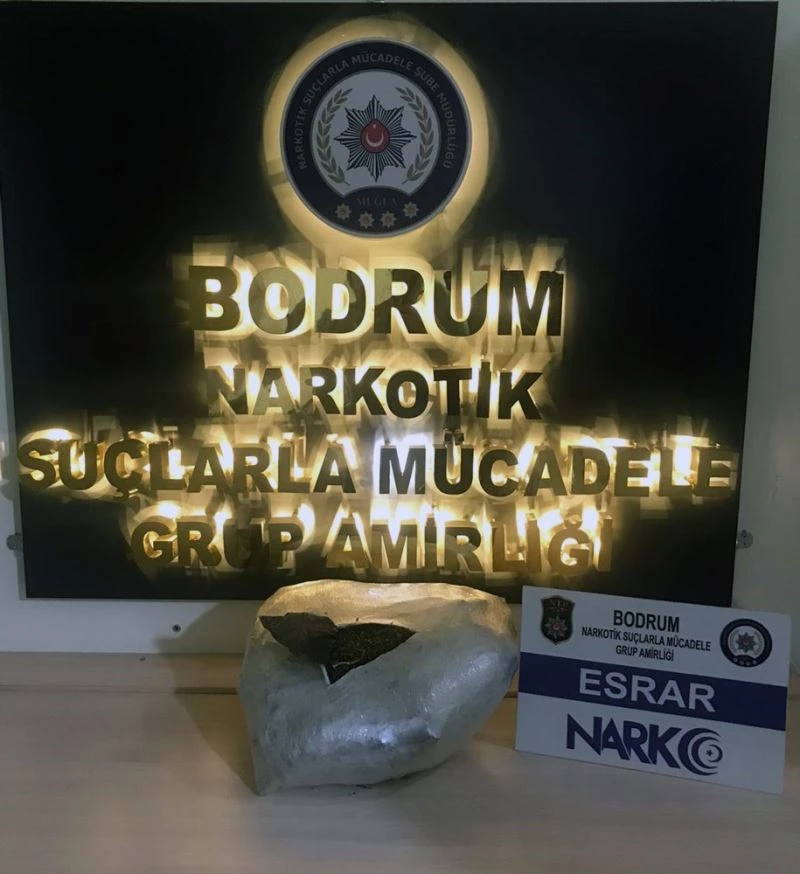 NARKOTİK SUÇLARLA MÜCADELE ŞUBE MÜDÜRLÜĞÜ
MUĞLA
BODRUM
NARKOTİK
SUÇLARLA MÜCADELE
GRUP AMİRLİĞİ
BODRUM
NARKOTİK SUÇLARLA MÜCADELE
GRUP AMİRLİĞİ
ESRAR
NARKO